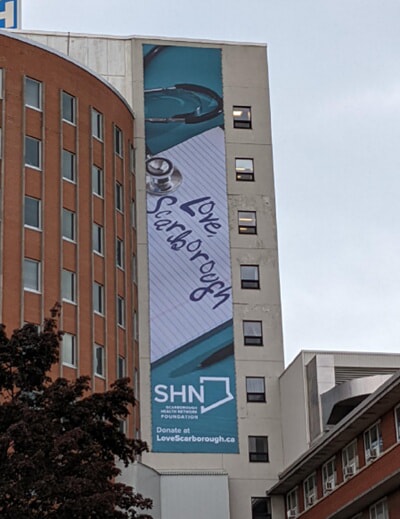 H
Love,
Scarborough
SHN
SCARBOROUGH
HEALTH NETWORK
FOUNDATION
Donate at
LoveScarborough.ca